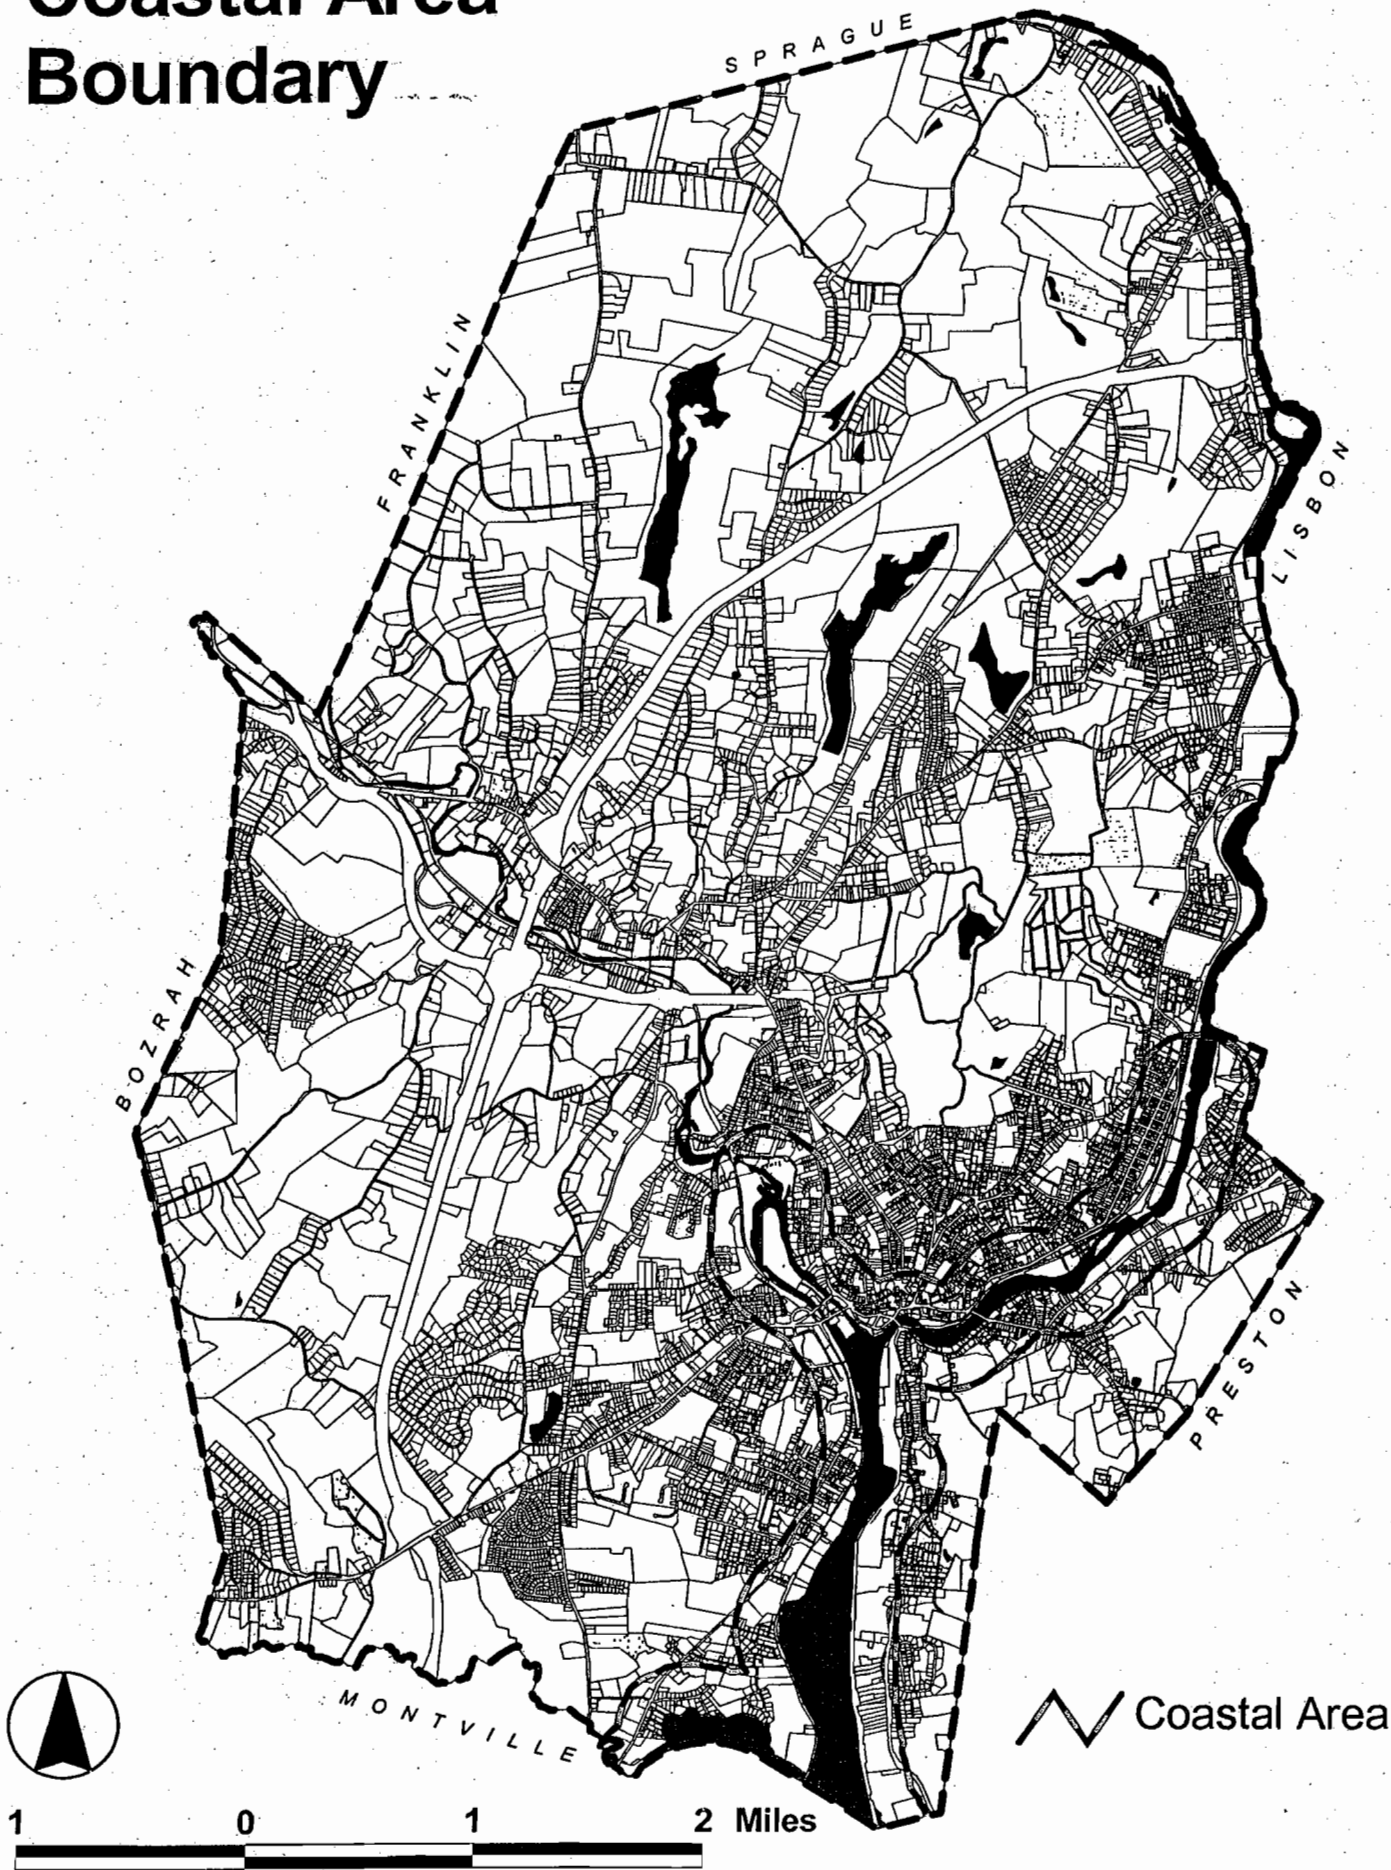 Coastal Area
Boundary
SPRAGUE
FRANKLIN
LISBON
BOZRAH
PRESTON
MONTVILLE
Coastal Area
1 0 1 2 Miles